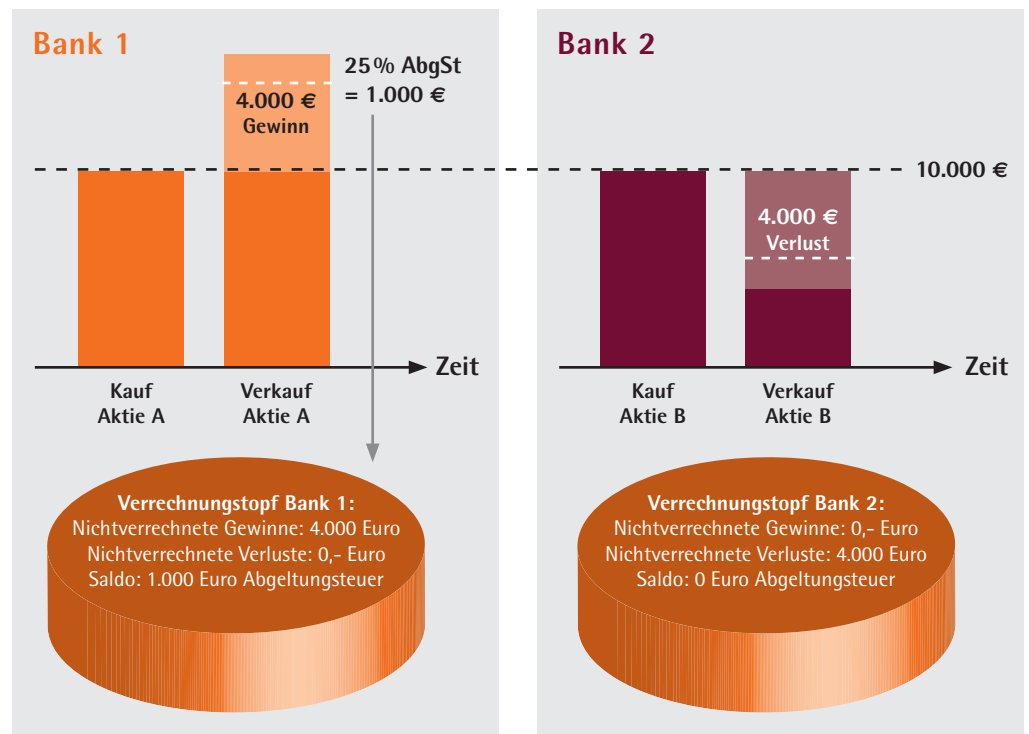 Bank 1
25 % AbgSt
= 1.000 €
4.000 €
Gewinn
Zeit
Kauf
Aktie A
Verkauf
Aktie A
Verrechnungstopf Bank 1:
Nichtverrechnete Gewinne: 4.000 Euro
Nichtverrechnete Verluste: 0,- Euro
Saldo: 1.000 Euro Abgeltungsteuer
Bank 2
10.000 €
4.000 €
Verlust
Zeit
Kauf
Aktie B
Verkauf
Aktie B
Verrechnungstopf Bank 2:
Nichtverrechnete Gewinne: 0,- Euro
Nichtverrechnete Verluste: 4.000 Euro
Saldo: 0 Euro Abgeltungsteuer